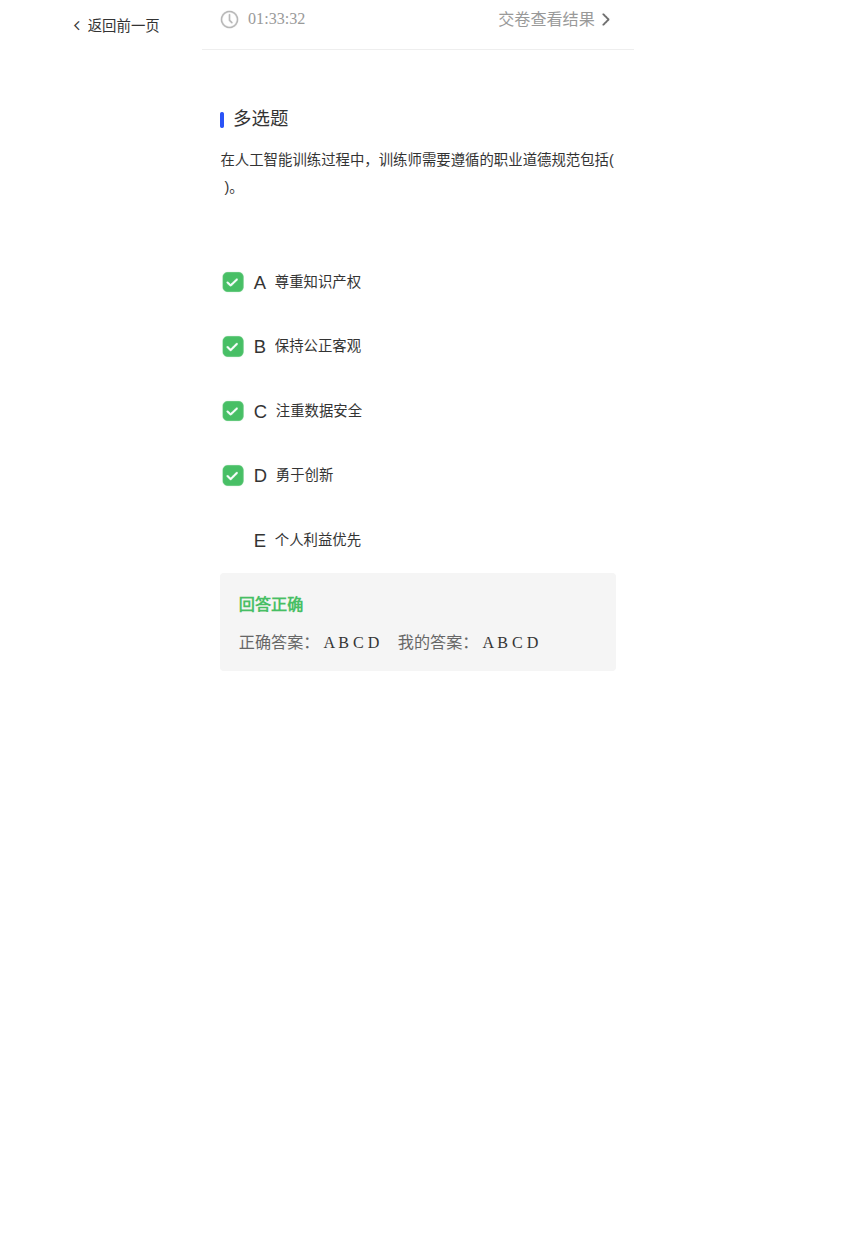 返回前一页
01:33:32
交卷查看结果
多选题
在人工智能训练过程中，训练师需要遵循的职业道德规范包括(
)。
A 尊重知识产权
B 保持公正客观
C 注重数据安全
D 勇于创新
E 个人利益优先
回答正确
正确答案： A B C D 我的答案： A B C D